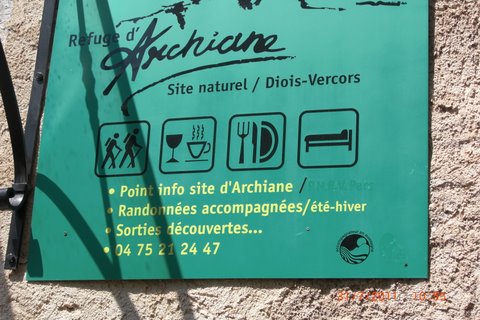 Refuge d'
Archiane
Site naturel / Diois-Vercors
• Point info site d'Archiane /
• Randonnées accompagnées/été-hiver
• Sorties découvertes...
• 04 75 21 24 47